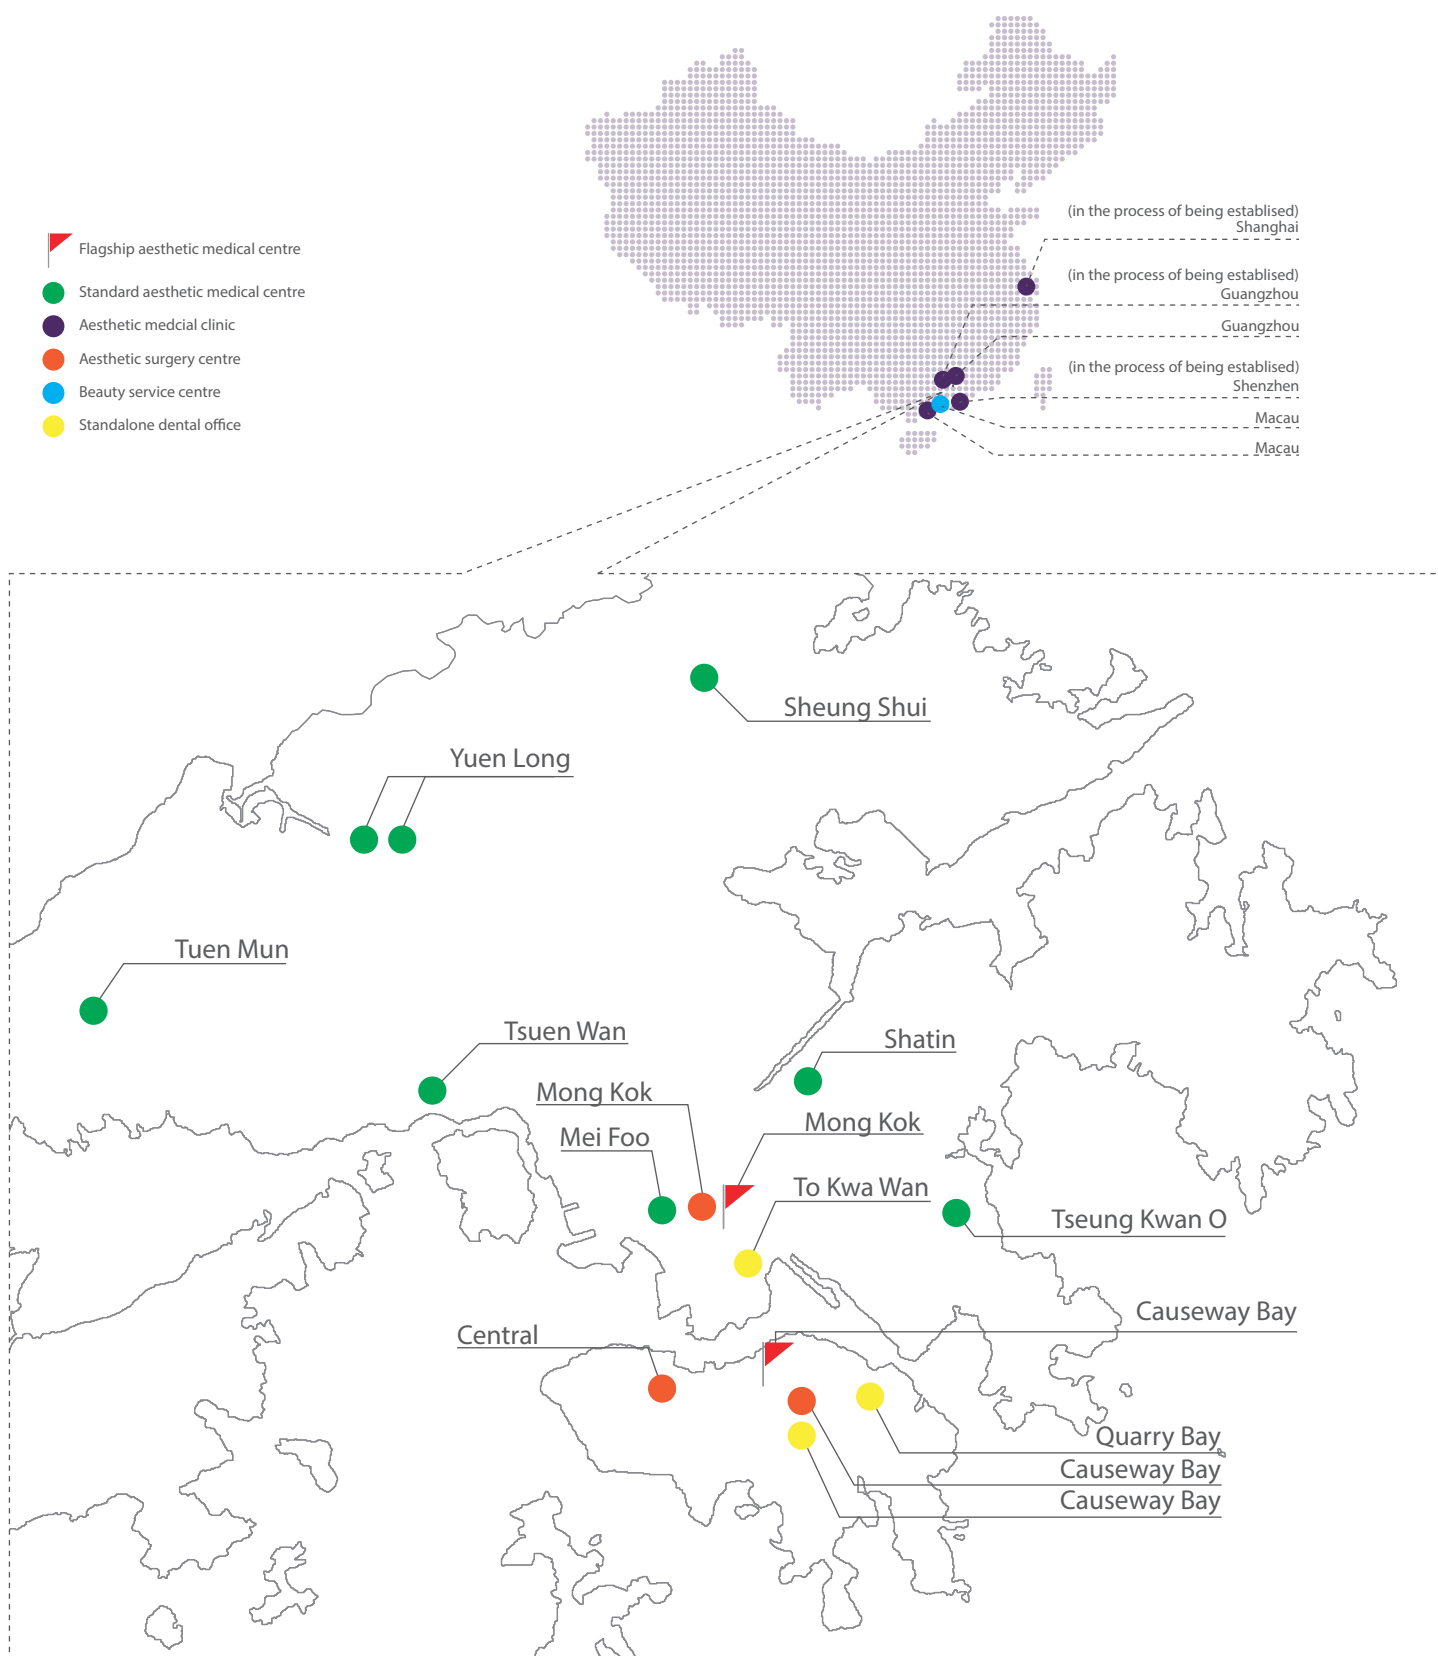 (in the process of being establised)
Shanghai
(in the process of being establised)
Guangzhou
Guangzhou
(in the process of being establised)
Shenzhen
Macau
Macau
Flagship aesthetic medical centre
Standard aesthetic medical centre
Aesthetic medcial clinic
Aesthetic surgery centre
Beauty service centre
Standalone dental office
Sheung Shui
Yuen Long
Tuen Mun
Tsuen Wan
Shatin
Mong Kok
Mong Kok
Mei Foo
To Kwa Wan
Tseung Kwan O
Causeway Bay
Central
Quarry Bay
Causeway Bay
Causeway Bay